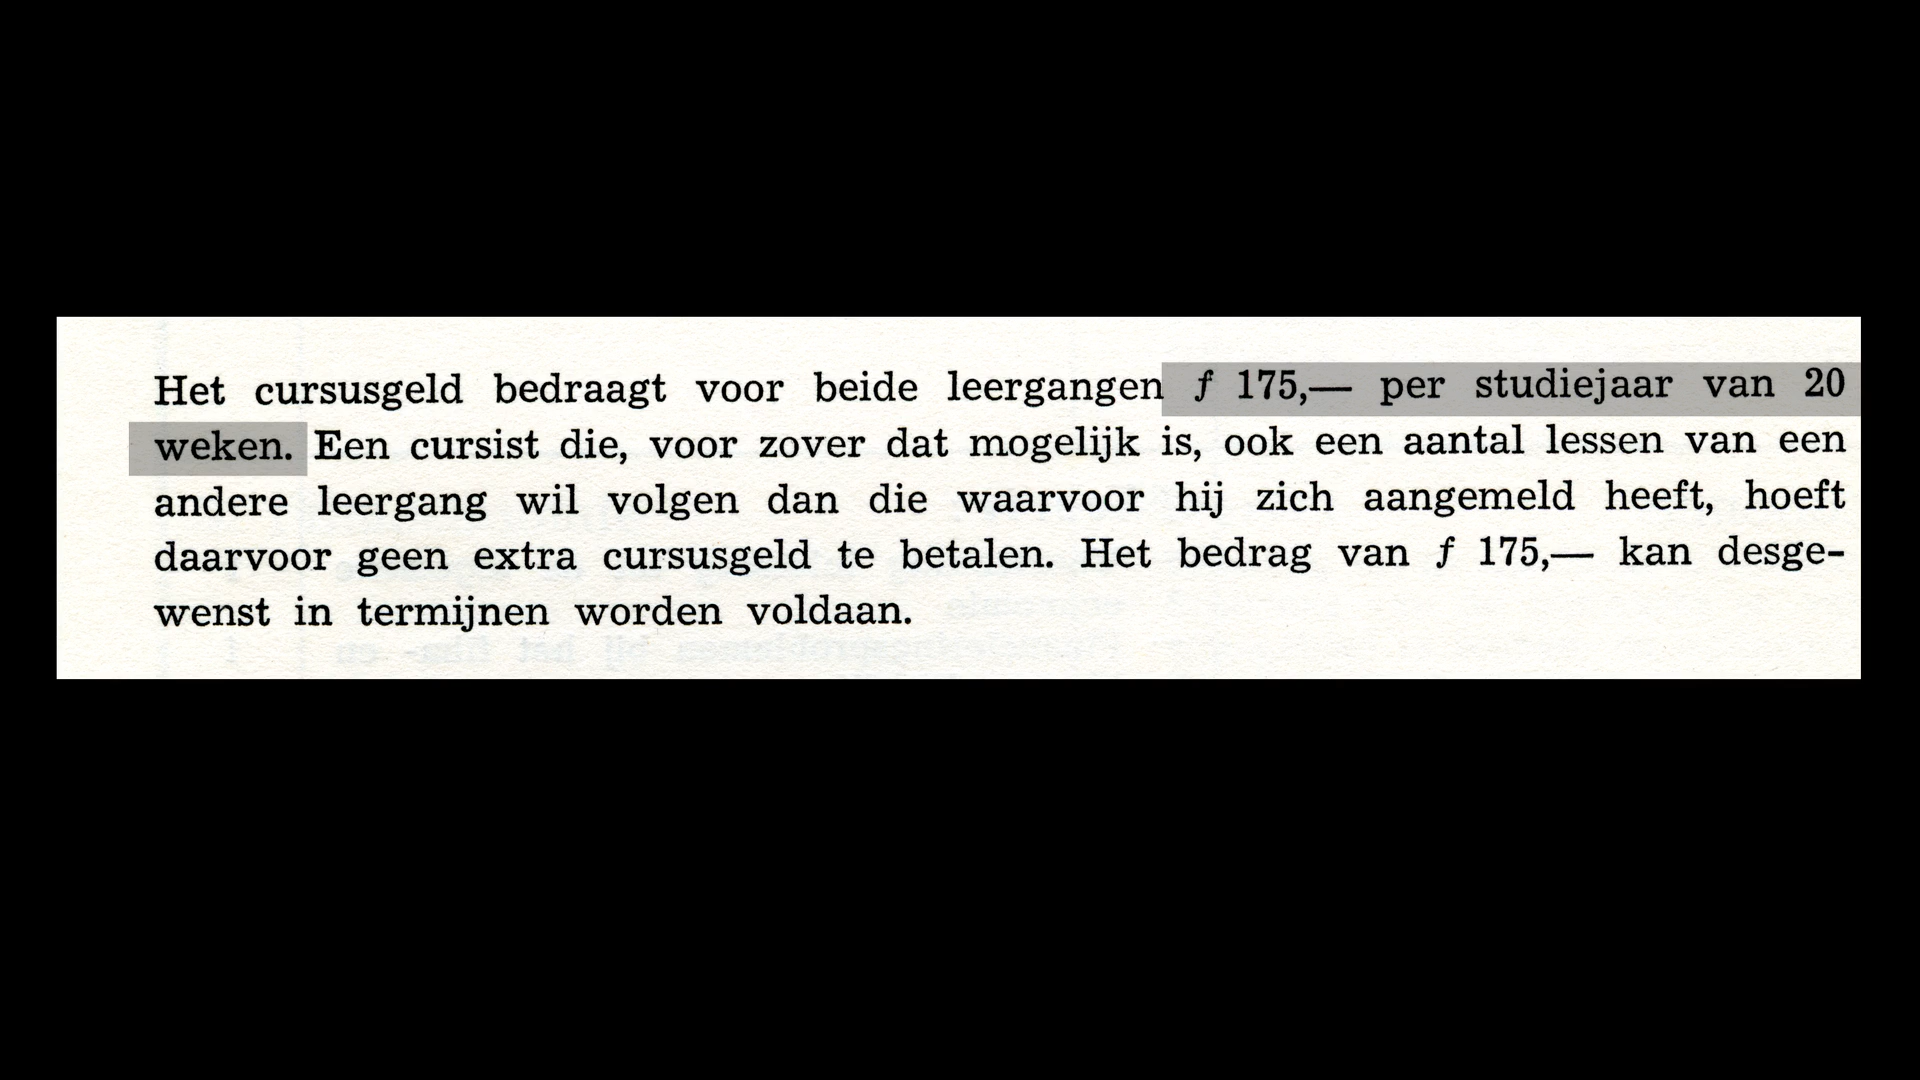 Het cursusgeld bedraagt voor beide leergangen ƒ 175,— per studiejaar van 20
weken. Een cursist die, voor zover dat mogelijk is, ook een aantal lessen van een
andere leergang wil volgen dan die waarvoor hij zich aangemeld heeft, hoeft
daarvoor geen extra cursusgeld te betalen. Het bedrag van ƒ 175,— kan desge-
wenst in termijnen worden voldaan.